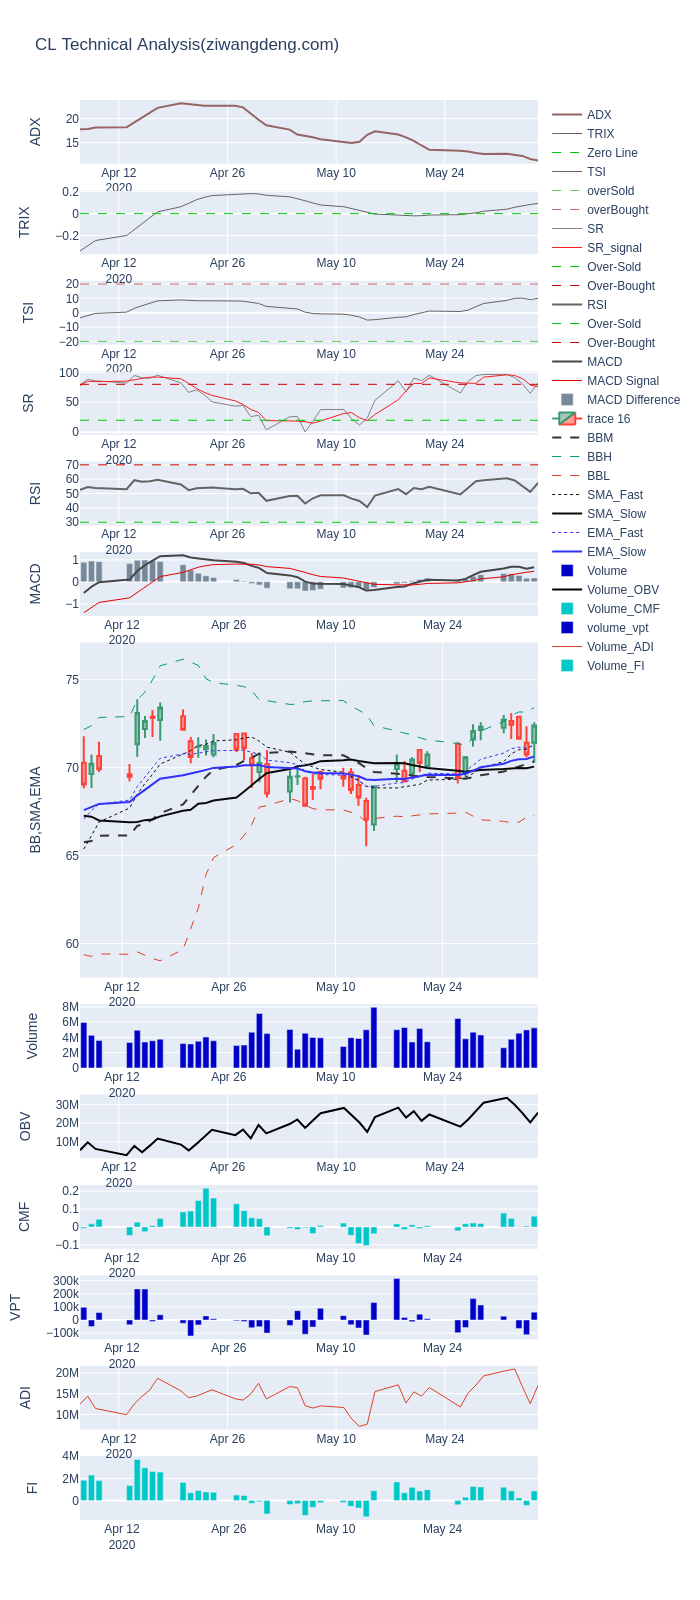 CL Technical Analysis(ziwangdeng.com)
ADX
20
15
Apr 12
2020
Apr 26
May 10
May 24
TRIX
0.2
0
−0.2
Apr 12
2020
Apr 26
May 10
May 24
TSI
20
10
0
−10
−20
Apr 12
2020
Apr 26
May 10
May 24
SR
100
50
0
Apr 12
2020
Apr 26
May 10
May 24
RSI
70
60
50
40
30
Apr 12
2020
Apr 26
May 10
May 24
MACD
1
0
−1
Apr 12
2020
Apr 26
May 10
May 24
BB,SMA,EMA
75
70
65
60
Apr 12
2020
Apr 26
May 10
May 24
Volume
8M
6M
4M
2M
0
Apr 12
2020
Apr 26
May 10
May 24
OBV
30M
20M
10M
Apr 12
2020
Apr 26
May 10
May 24
CMF
0.2
0.1
0
−0.1
Apr 12
2020
Apr 26
May 10
May 24
VPT
300k
200k
100k
0
−100k
Apr 12
2020
Apr 26
May 10
May 24
ADI
20M
15M
10M
Apr 12
2020
Apr 26
May 10
May 24
FI
4M
2M
0
Apr 12
2020
Apr 26
May 10
May 24
ADX
TRIX
Zero Line
TSI
overSold
overBought
SR
SR_signal
Over-Sold
Over-Bought
RSI
Over-Sold
Over-Bought
MACD
MACD Signal
MACD Difference
trace 16
BBM
BBH
BBL
SMA_Fast
SMA_Slow
EMA_Fast
EMA_Slow
Volume
Volume_OBV
Volume_CMF
volume_vpt
Volume_ADI
Volume_FI